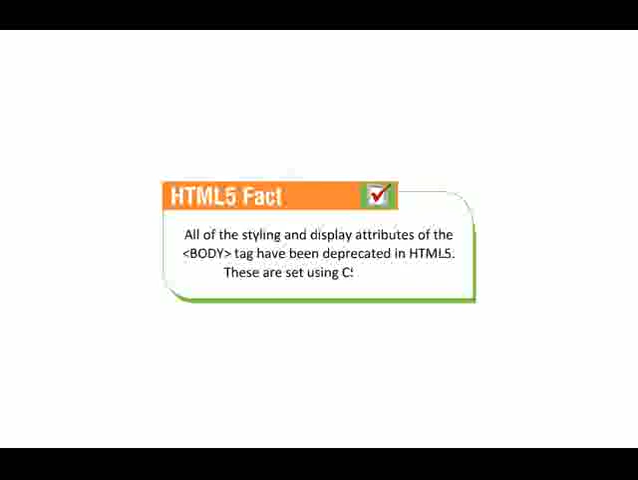 HTML5 Fact
All of the styling and display attributes of the
<BODY> tag have been deprecated in HTML5.
These are set using